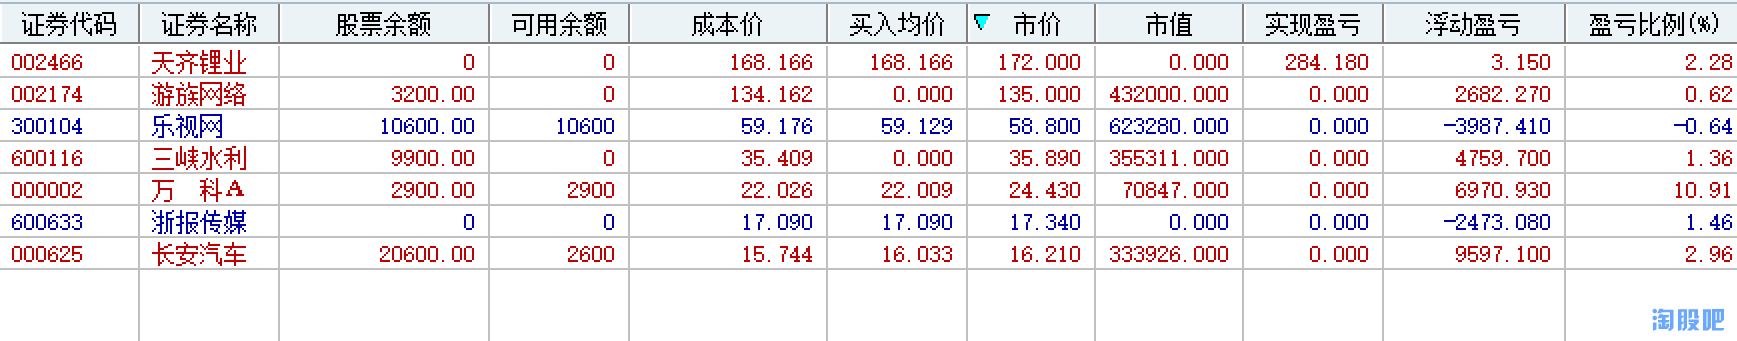 证券代码 证券名称 股票余额 可用余额 成本价 买入均价 市价 市值 实现盈亏 浮动盈亏 盈亏比例(%)
002466 天齐锂业 0 0 168.166 168.166 172.000 0.000 284.180 3.150 2.28
002174 游族网络 3200.00 0 134.162 0.000 135.000 432000.000 0.000 2682.270 0.62
300104 乐视网 10600.00 10600 59.176 59.129 58.800 623280.000 0.000 -3987.410 -0.64
600116 三峡水利 9900.00 0 35.409 0.000 35.890 355311.000 0.000 4759.700 1.36
000002 万 科A 2900.00 2900 22.026 22.009 24.430 70847.000 0.000 6970.930 10.91
600633 浙报传媒 0 0 17.090 17.090 17.340 0.000 0.000 -2473.080 1.46
000625 长安汽车 20600.00 2600 15.744 16.033 16.210 333926.000 0.000 9597.100 2.96
淘股吧